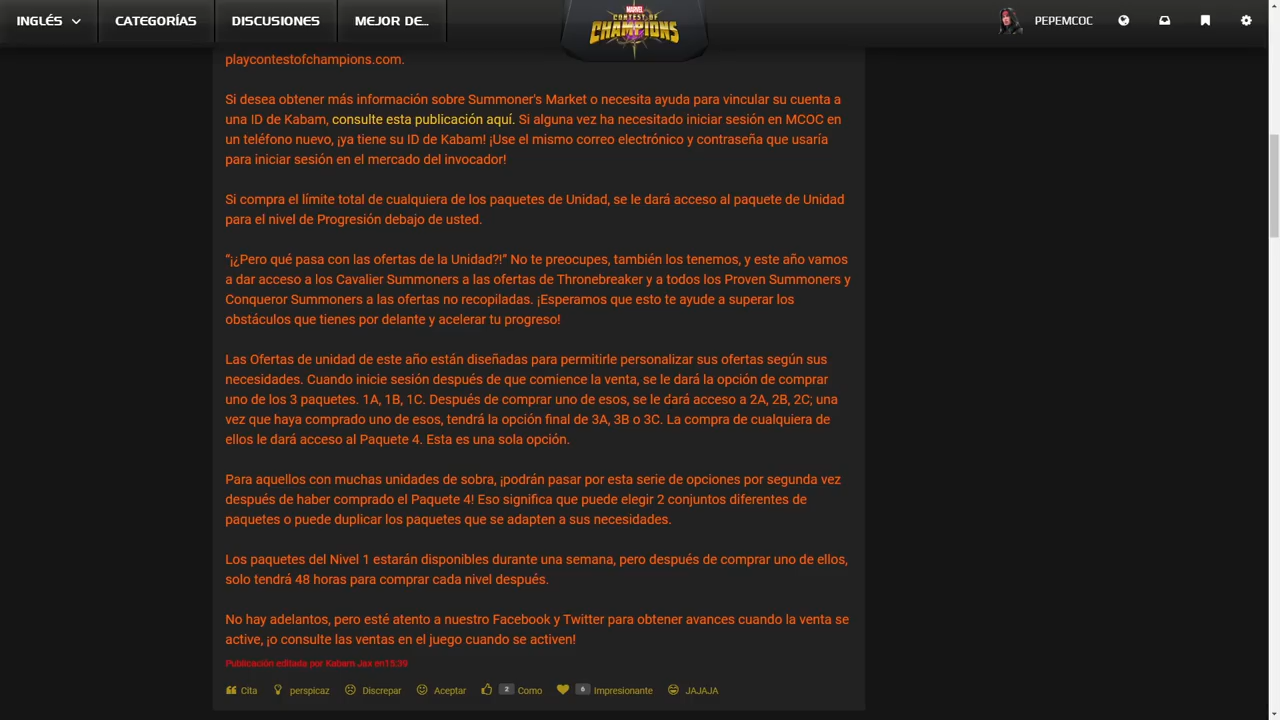 INGLÉS
CATEGORÍAS
DISCUSIONES
MEJOR DE...
MARVEL
CONTEST OF
CHAMPIONS
PEPEMCOC
playcontestofchampions.com.
Si desea obtener más información sobre Summoner's Market o necesita ayuda para vincular su cuenta a
una ID de Kabam, consulte esta publicación aquí. Si alguna vez ha necesitado iniciar sesión en MCOC en
un teléfono nuevo, ¡ya tiene su ID de Kabam! ¡Use el mismo correo electrónico y contraseña que usaría
para iniciar sesión en el mercado del invocador!
Si compra el límite total de cualquiera de los paquetes de Unidad, se le dará acceso al paquete de Unidad
para el nivel de Progresión debajo de usted.
“¡¿Pero qué pasa con las ofertas de la Unidad?!” No te preocupes, también los tenemos, y este año vamos
a dar acceso a los Cavalier Summoners a las ofertas de Thronebreaker y a todos los Proven Summoners y
Conqueror Summoners a las ofertas no recopiladas. ¡Esperamos que esto te ayude a superar los
obstáculos que tienes por delante y acelerar tu progreso!
Las Ofertas de unidad de este año están diseñadas para permitirle personalizar sus ofertas según sus
necesidades. Cuando inicie sesión después de que comience la venta, se le dará la opción de comprar
uno de los 3 paquetes. 1A, 1B, 1C. Después de comprar uno de esos, se le dará acceso a 2A, 2B, 2C; una
vez que haya comprado uno de esos, tendrá la opción final de 3A, 3B o 3C. La compra de cualquiera de
ellos le dará acceso al Paquete 4. Esta es una sola opción.
Para aquellos con muchas unidades de sobra, ¡podrán pasar por esta serie de opciones por segunda vez
después de haber comprado el Paquete 4! Eso significa que puede elegir 2 conjuntos diferentes de
paquetes o puede duplicar los paquetes que se adapten a sus necesidades.
Los paquetes del Nivel 1 estarán disponibles durante una semana, pero después de comprar uno de ellos,
solo tendrá 48 horas para comprar cada nivel después.
No hay adelantos, pero esté atento a nuestro Facebook y Twitter para obtener avances cuando la venta se
active, ¡o consulte las ventas en el juego cuando se activen!
Publicación editada por Kabam Jax en15:39
Cita perspicaz Discrepar Aceptar 2 Como 6 Impresionante JAJAJA